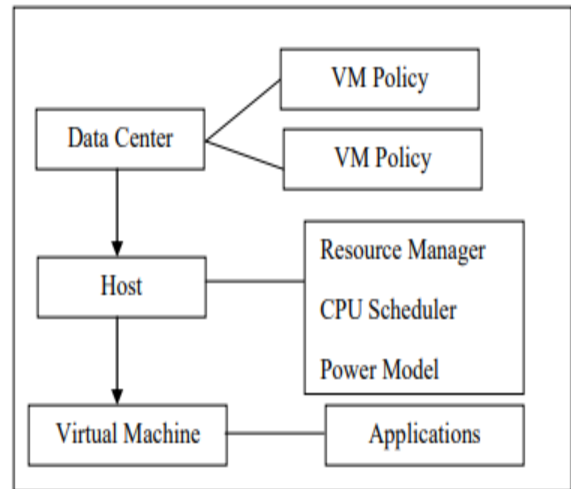 VM Policy
Data Center
VM Policy
Resource Manager
Host
CPU Scheduler
Power Model
Virtual Machine
Applications